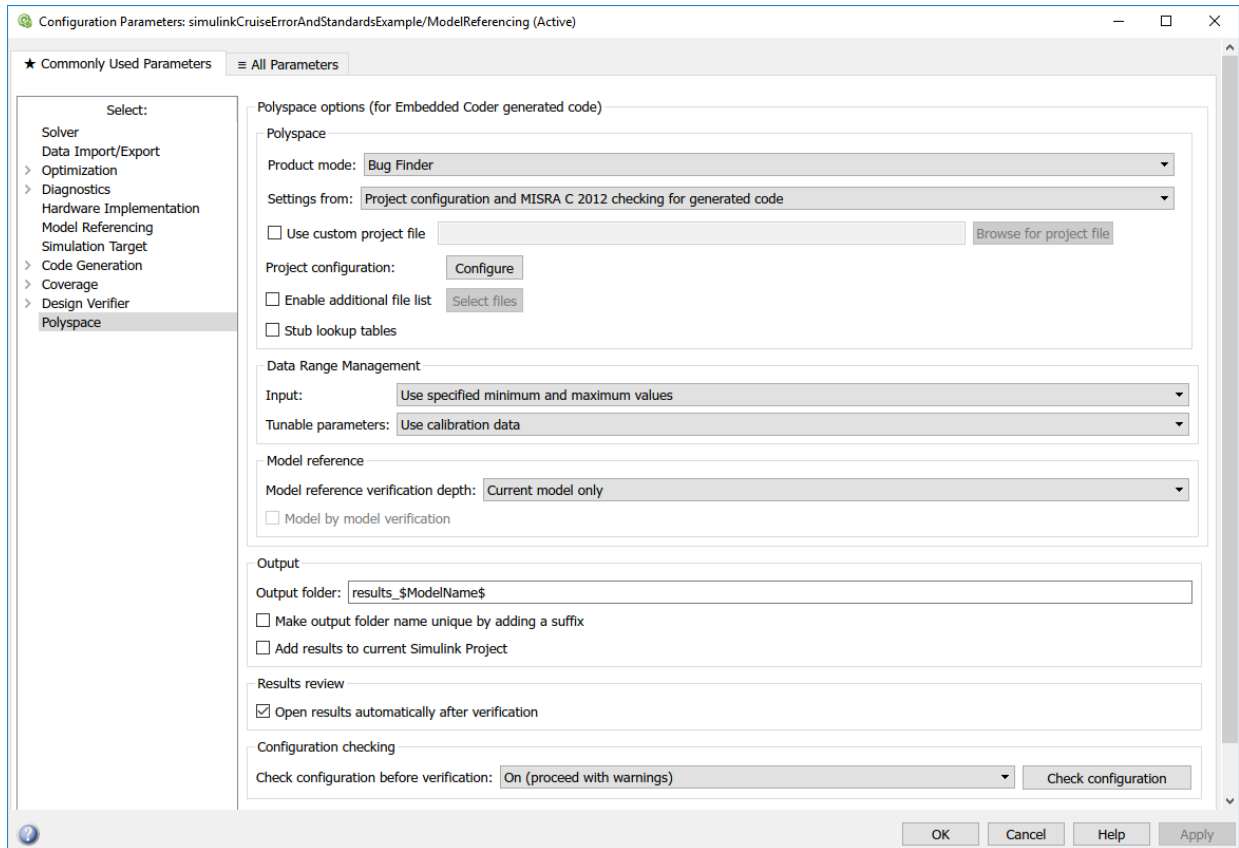 Configuration Parameters: simulinkCruiseErrorAndStandardsExample/ModelReferencing (Active)
★ Commonly Used Parameters
≡ All Parameters
Select:
Solver
Data Import/Export
Optimization
Diagnostics
Hardware Implementation
Model Referencing
Simulation Target
Code Generation
Coverage
Design Verifier
Polyspace
Polyspace options (for Embedded Coder generated code)
Polyspace
Product mode: Bug Finder
Settings from: Project configuration and MISRA C 2012 checking for generated code
Use custom project file Browse for project file
Project configuration: Configure
Enable additional file list Select files
Stub lookup tables
Data Range Management
Input: Use specified minimum and maximum values
Tunable parameters: Use calibration data
Model reference
Model reference verification depth: Current model only
Model by model verification
Output
Output folder: results_$ModelName$
Make output folder name unique by adding a suffix
Add results to current Simulink Project
Results review
Open results automatically after verification
Configuration checking
Check configuration before verification: On (proceed with warnings) Check configuration
? OK Cancel Help Apply